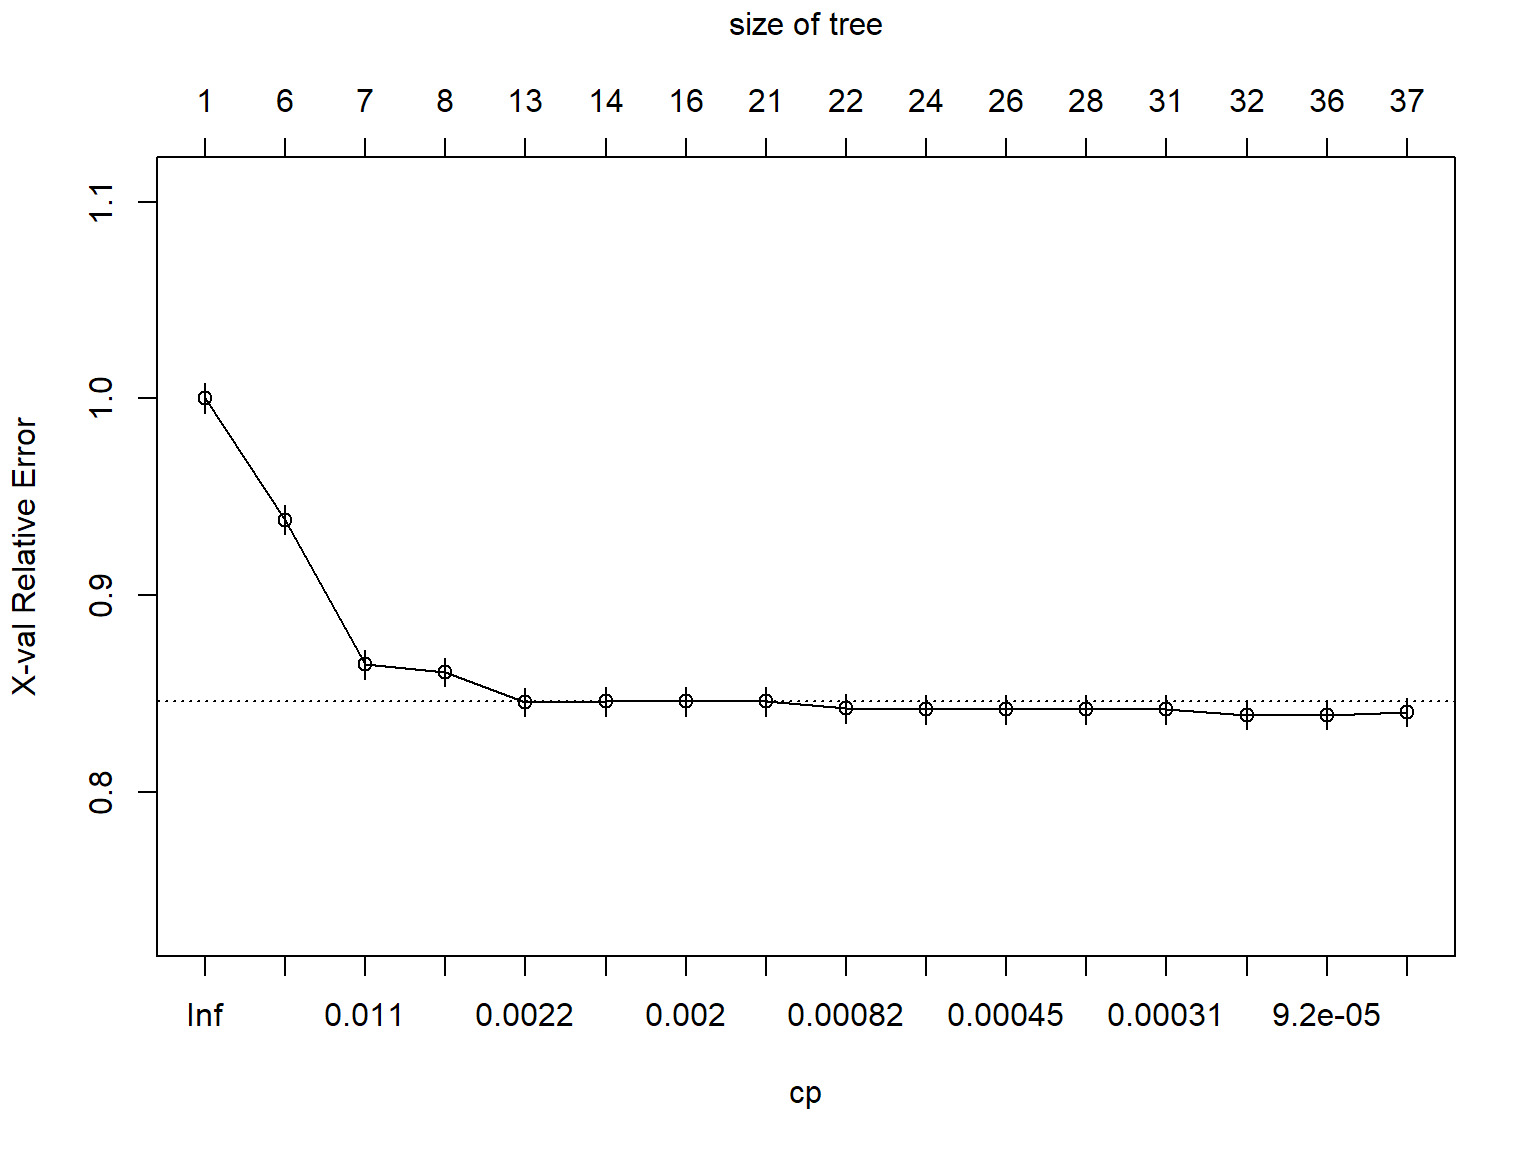 size of tree
1 6 7 8 13 14 16 21 22 24 26 28 31 32 36 37
1.1
1.0
0.9
0.8
X-val Relative Error
Inf 0.011 0.0022 0.002 0.00082 0.00045 0.00031 9.2e-05
cp